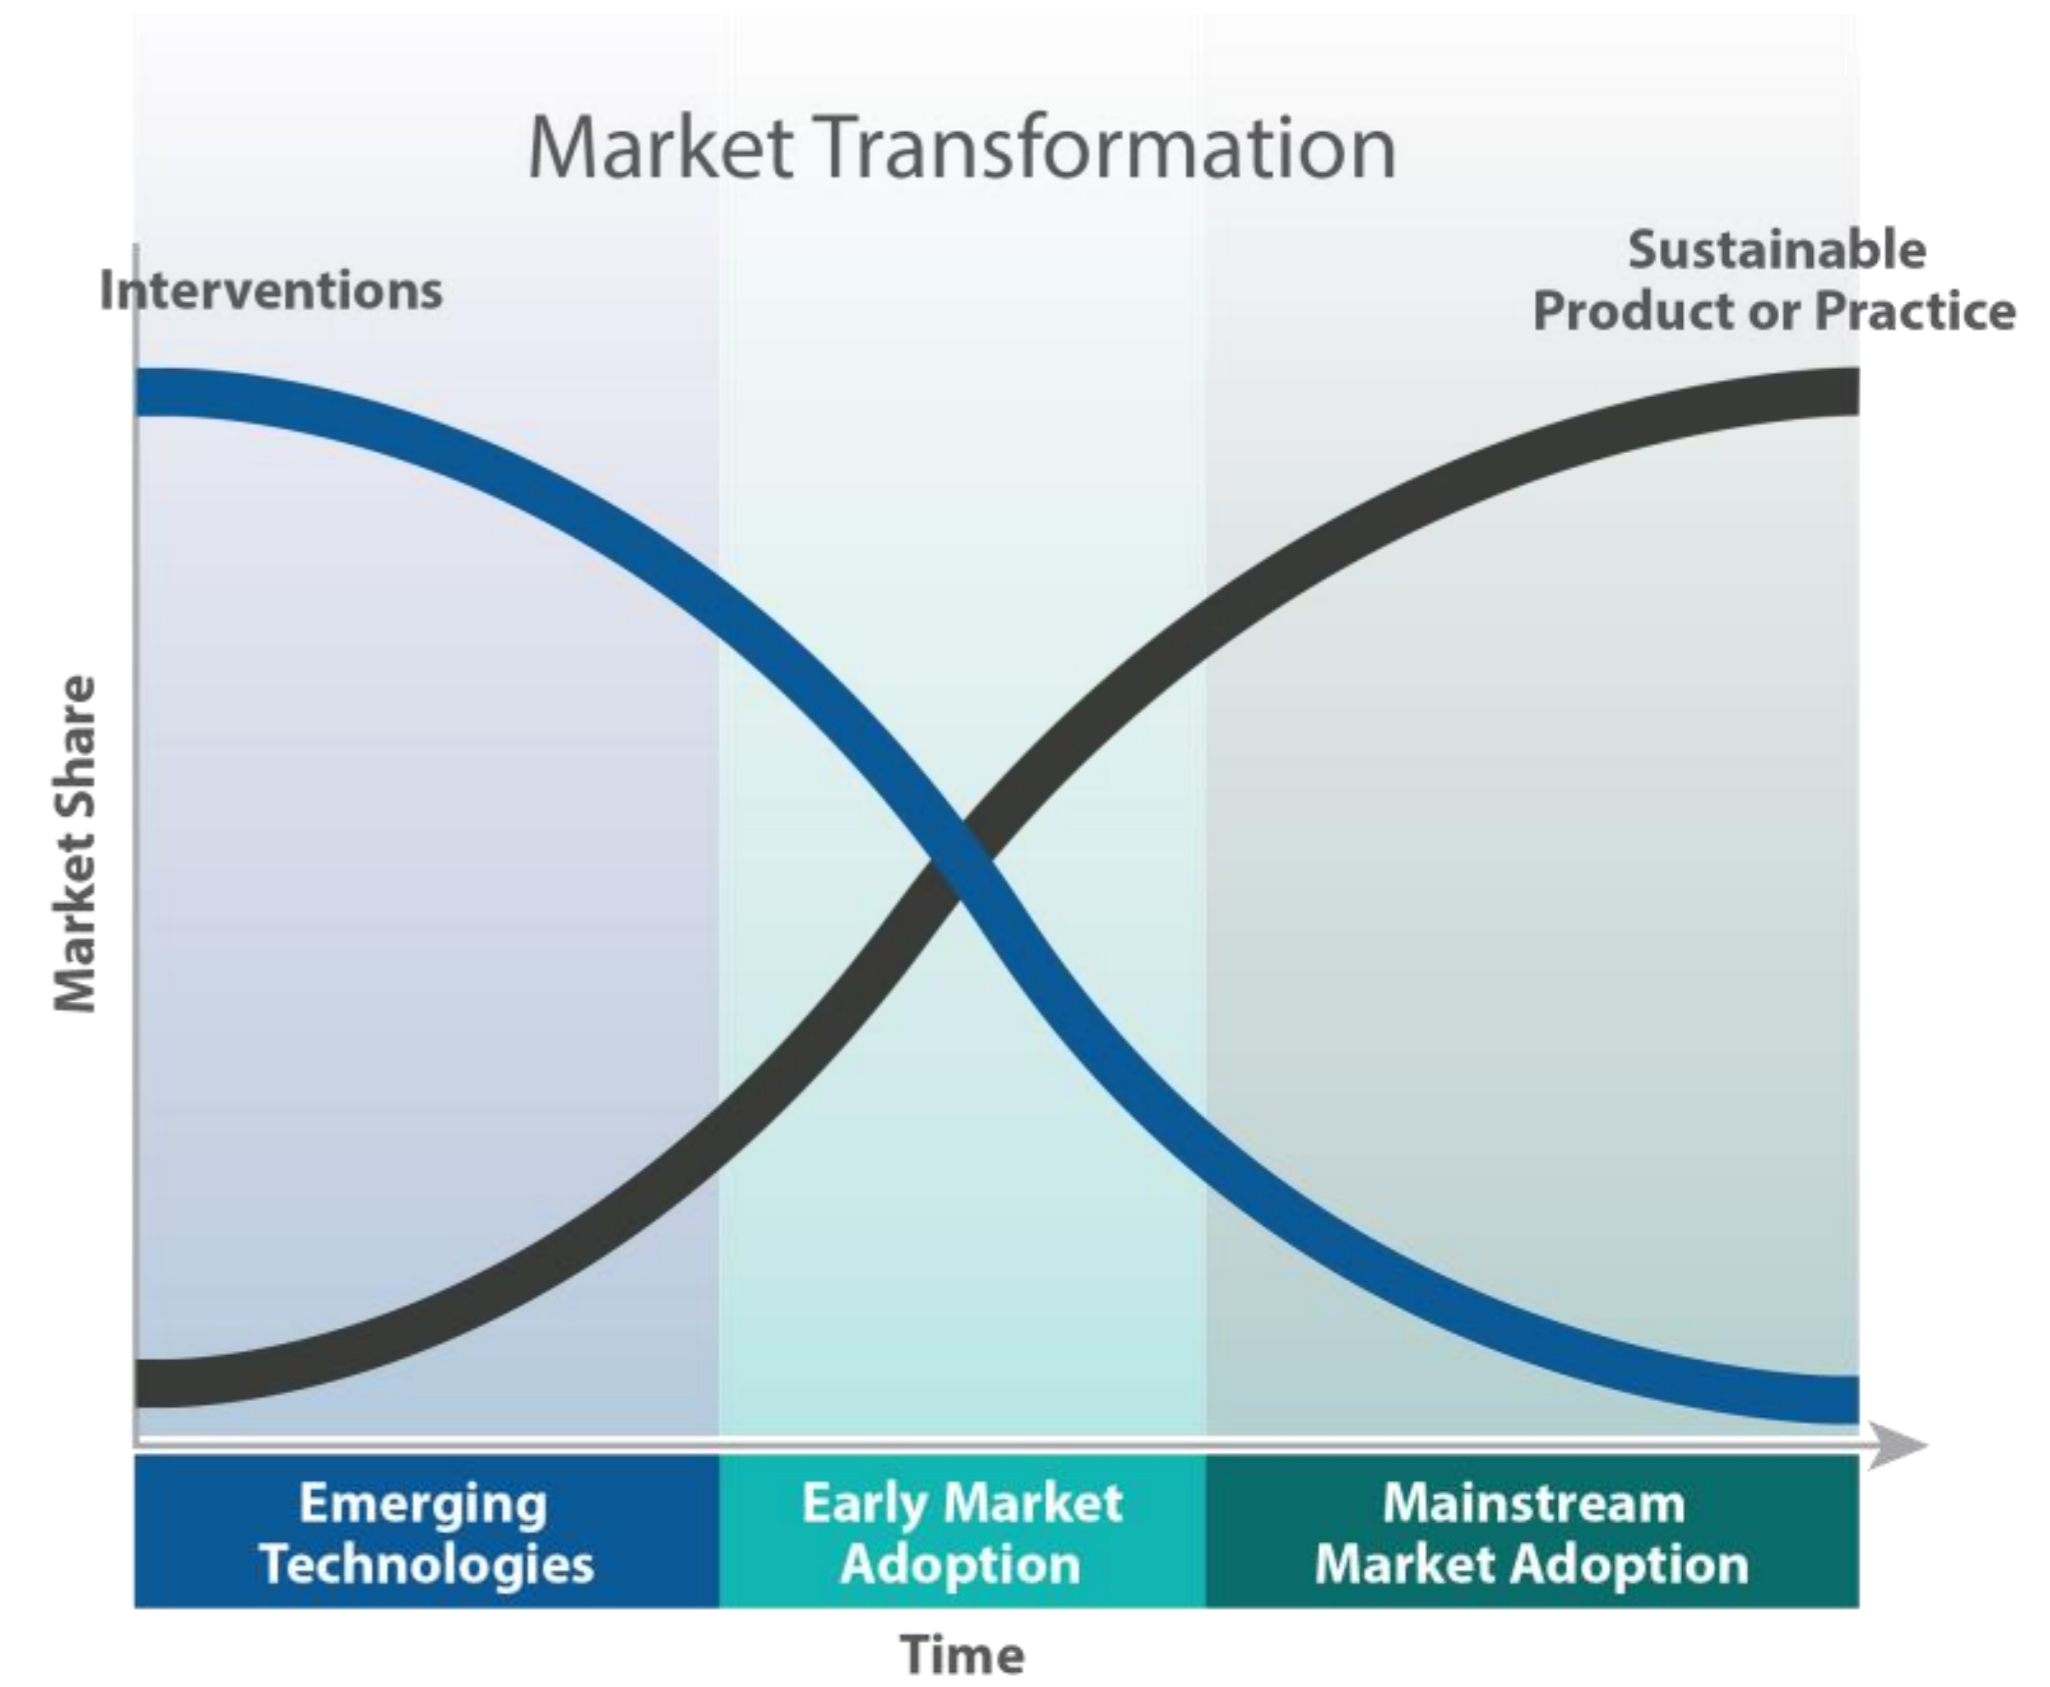 Market Transformation
Interventions
Sustainable
Product or Practice
Market Share
Emerging
Technologies
Early Market
Adoption
Mainstream
Market Adoption
Time